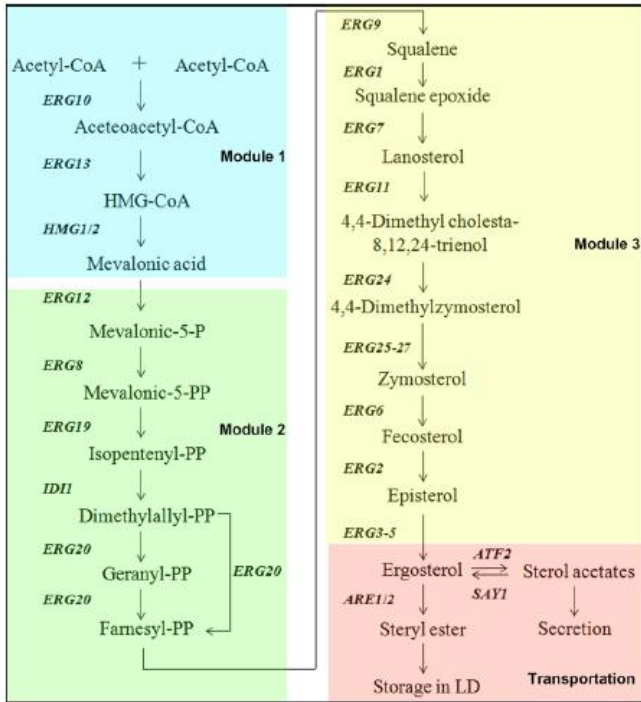 Acetyl-CoA + Acetyl-CoA
ERG10
Aceteoacetyl-CoA
ERG13
Module 1
HMG-CoA
HMG1/2
Mevalonic acid
ERG12
Mevalonic-5-P
ERG8
Mevalonic-5-PP
ERG19
Module 2
Isopentenyl-PP
IDI1
Dimethylallyl-PP
ERG20
Geranyl-PP
ERG20
ERG20
Farnesyl-PP
ERG9
Squalene
ERG1
Squalene epoxide
ERG7
Lanosterol
ERG11
4,4-Dimethyl cholesta-
8,12,24-trienol
Module 3
ERG24
4,4-Dimethylzymosterol
ERG25-27
Zymosterol
ERG6
Fecosterol
ERG2
Episterol
ERG3-5
Ergosterol
ATF2
SAY1
Sterol acetates
ARE1/2
Steryl ester
Secretion
Storage in LD
Transportation